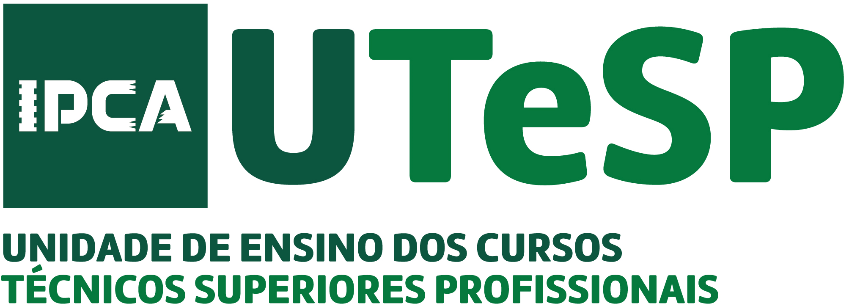 IPCA UTeSP
UNIDADE DE ENSINO DOS CURSOS
TÉCNICOS SUPERIORES PROFISSIONAIS